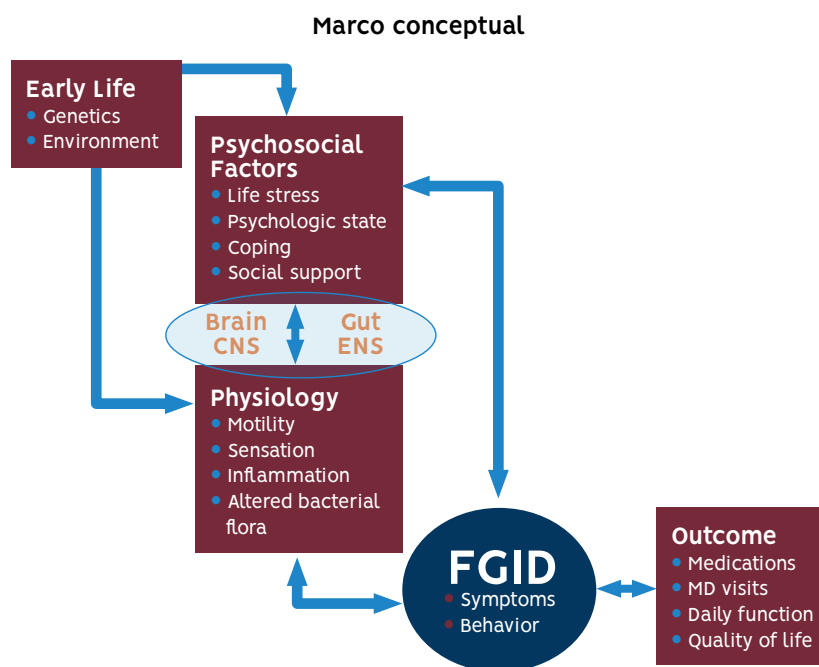 Marco conceptual
Early Life
Genetics
Environment
Psychosocial
Factors
Life stress
Psychologic state
Coping
Social support
Brain
CNS
Gut
ENS
Physiology
Motility
Sensation
Inflammation
Altered bacterial
flora
FGID
Symptoms
Behavior
Outcome
Medications
MD visits
Daily function
Quality of life